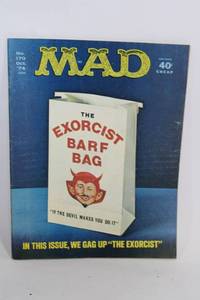 No.
170
Oct.
'74
MAD
40¢
CHEAP
THE
EXORCIST
BARF
BAG
"IF THE DEVIL MAKES YOU DO IT"
IN THIS ISSUE, WE GAG UP "THE EXORCIST"